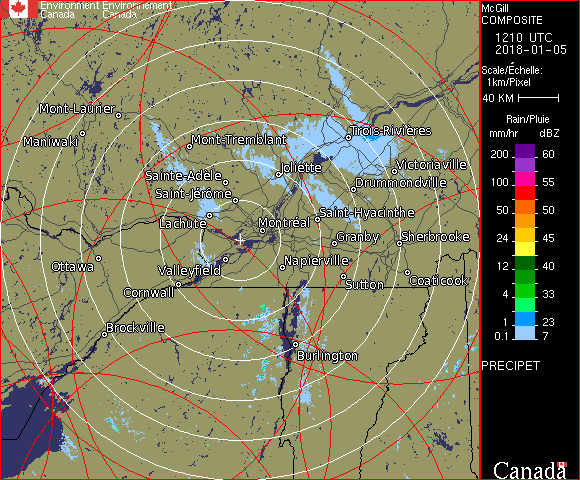 Environment Environnement
Canada Canada
McGill
COMPOSITE
1210 UTC
2018-01-05
Scale/Échelle:
1km/Pixel
40 KM
Rain/Pluie
mm/hr dBZ
200 60
100 55
50 50
24 45
12 40
4 33
1 23
0.1 7
PRECIPET
Canada
Mont-Laurier
Maniwaki
Mont-Tremblant
Trois-Rivières
Joliette
Victoriaville
Sainte-Adèle
Drummondville
Saint-Jérôme
Lachute
Montréal
Saint-Hyacinthe
Granby
Sherbrooke
Ottawa
Valleyfield
Napierville
Cornwall
Sutton
Coaticook
Brockville
Burlington